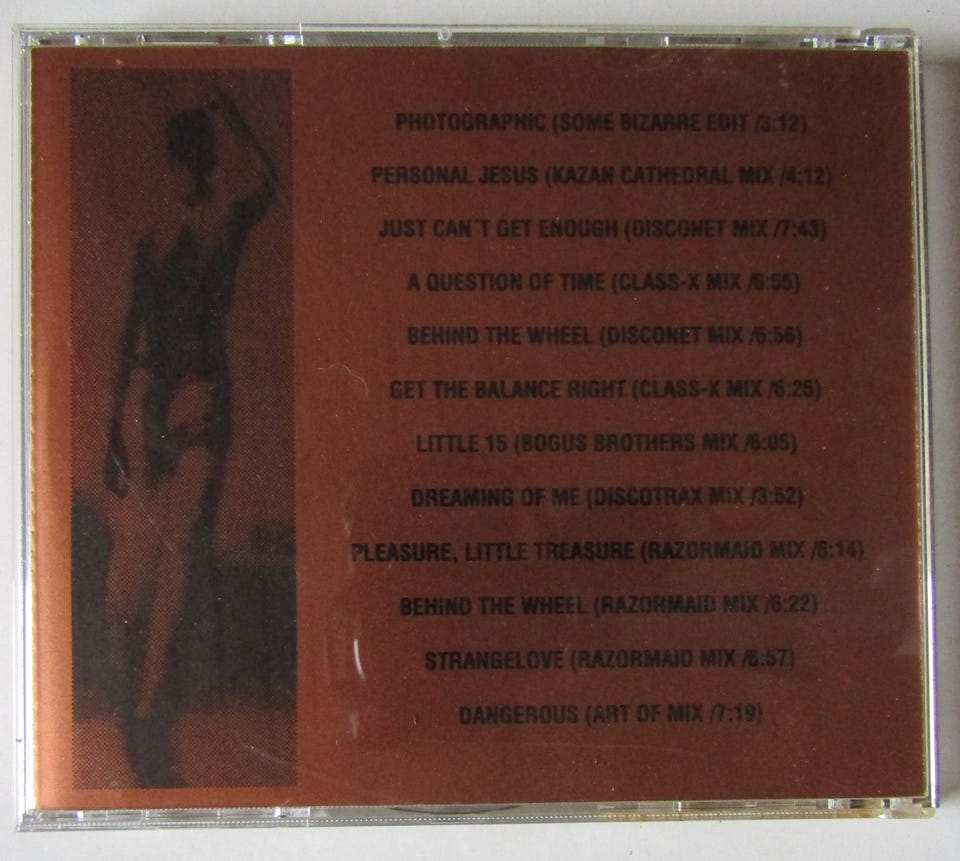 PHOTOGRAPHIC (SOME BIZARRE EDIT /3:12)
PERSONAL JESUS (KAZAN CATHEDRAL MIX /4:12)
JUST CAN´T GET ENOUGH (DISCONET MIX /7:43)
A QUESTION OF TIME (CLASS-X MIX /6:55)
BEHIND THE WHEEL (DISCONET MIX /6:56)
GET THE BALANCE RIGHT (CLASS-X MIX /6:25)
LITTLE 15 (BOGUS BROTHERS MIX /6:05)
DREAMING OF ME (DISCOTRAX MIX /3:52)
PLEASURE, LITTLE TREASURE (RAZORMAID MIX /6:14)
BEHIND THE WHEEL (RAZORMAID MIX /6:22)
STRANGELOVE (RAZORMAID MIX /6:57)
DANGEROUS (ART OF MIX /7:19)